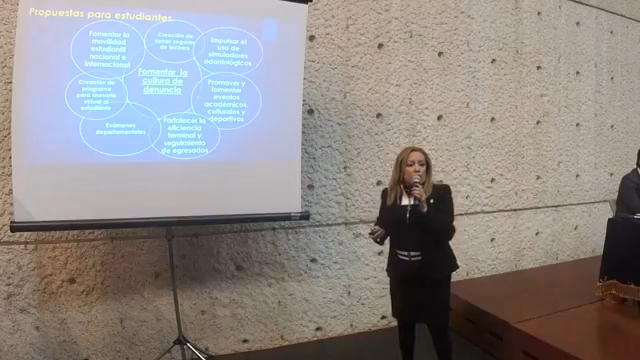 Propuestas para estudiantes
Fomentar la
movilidad
estudiantil
nacional e
internacional
Creación de
zonas seguras
de lectura
Impulsar el
uso de
simuladores
odontológicos
Fomentar la
cultura de
denuncia
Creación de
programa
para asesoría
virtual al
estudiante
Promover y
fomentar
eventos
académicos,
culturales y
deportivos
Exámenes
departamentales
Fortalecer la
eficiencia
terminal y
seguimiento
de egresados